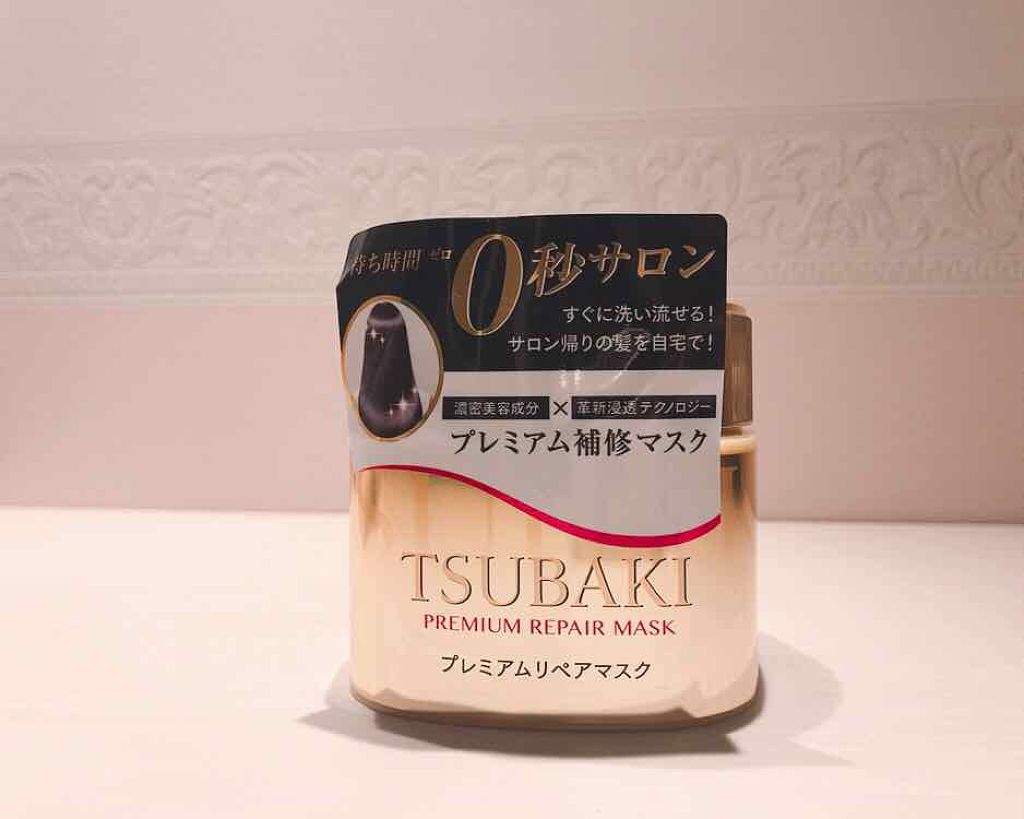 待ち時間ゼロ 0秒サロン
すぐに洗い流せる!
サロン帰りの髪を自宅で!
濃密美容成分×革新浸透テクノロジー
プレミアム補修マスク
TSUBAKI
PREMIUM REPAIR MASK
プレミアムリペアマスク